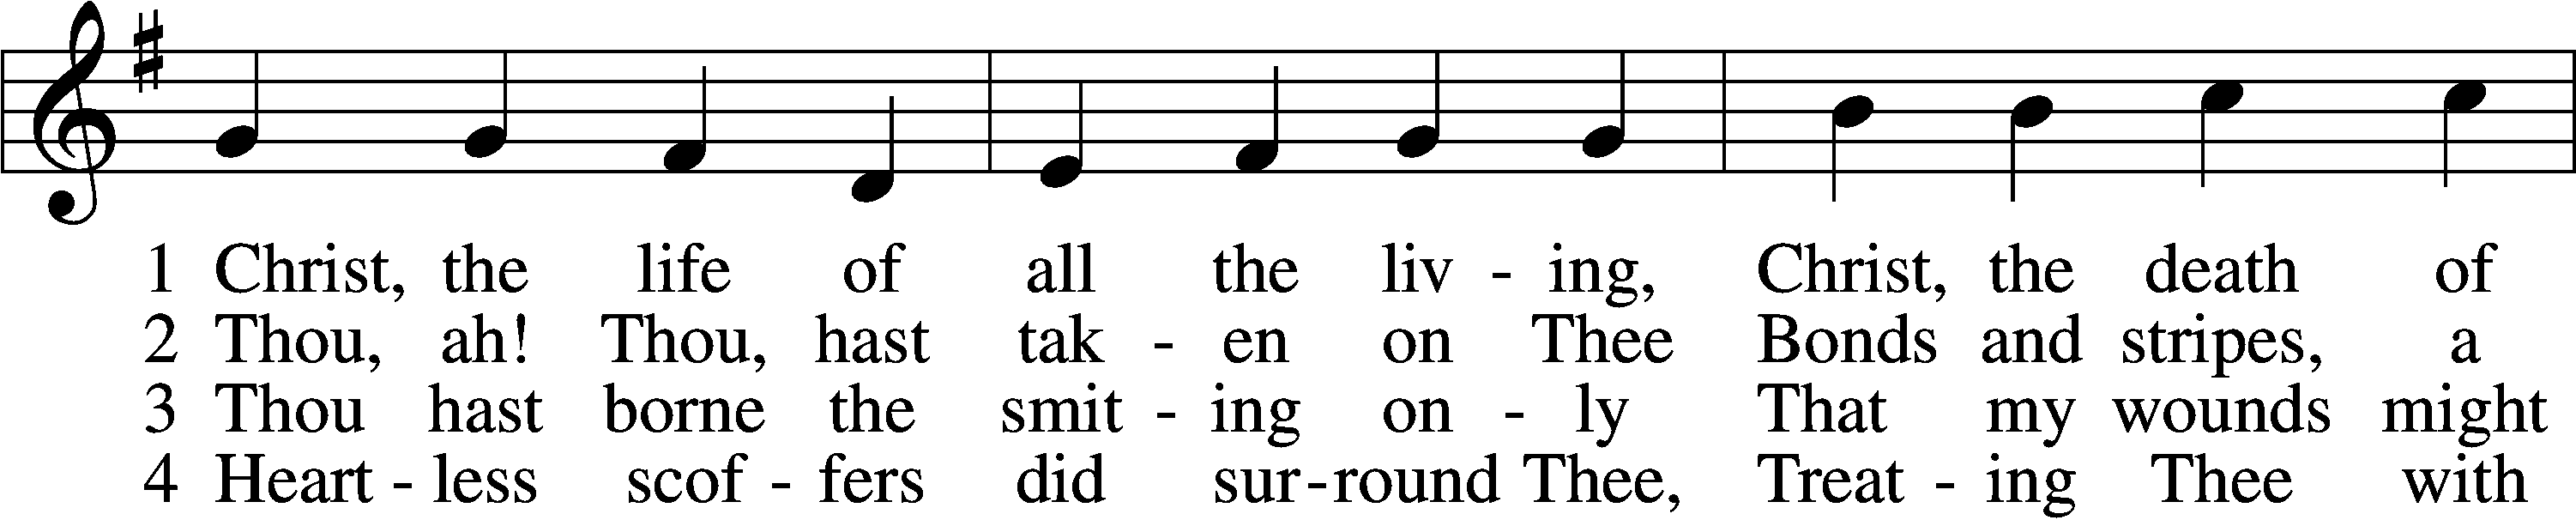 1 Christ, the life of all the liv - ing, Christ, the death of
2 Thou, ah! Thou, hast tak - en on Thee Bonds and stripes, a
3 Thou hast borne the smit - ing on - ly That my wounds might
4 Heart - less scof - fers did sur - round Thee, Treat - ing Thee with